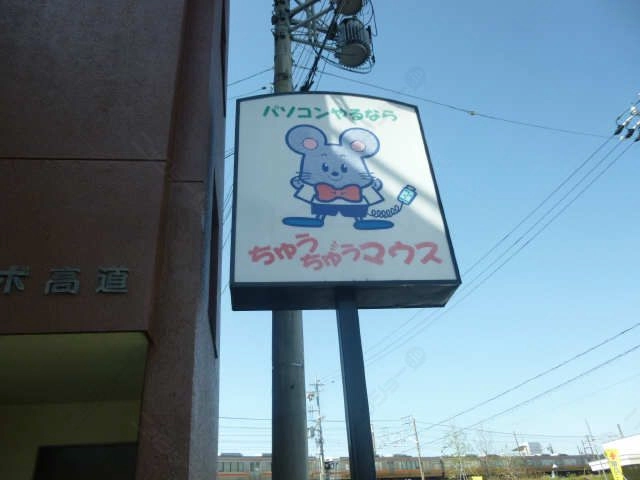 パソコンやるなら
ちゅう
ちゅうマウス
ポ高道